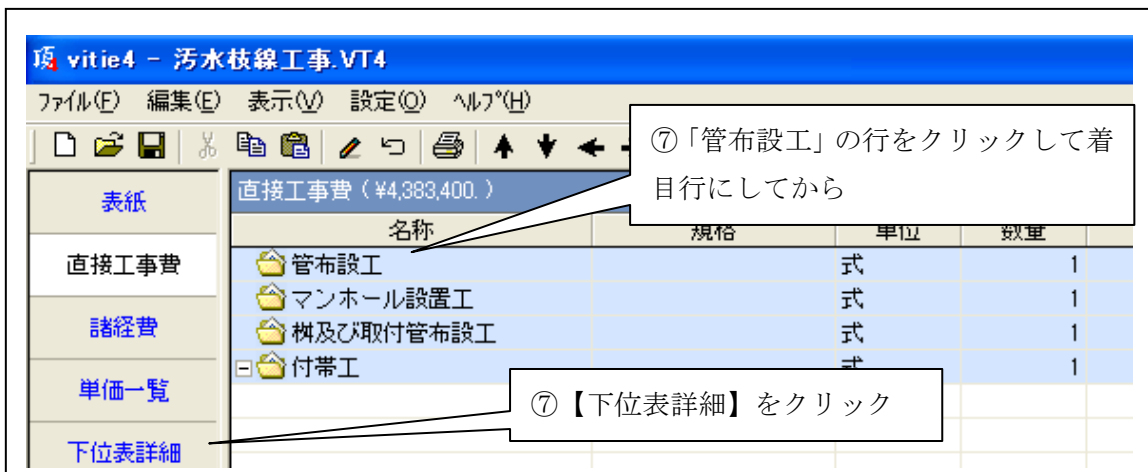 頂 vitie4 - 汚水枝線工事.VT4
ﾌｧｲﾙ(F) 編集(E) 表示(V) 設定(O) ﾍﾙﾌﾟ(H)
⑦「管布設工」の行をクリックして着
目行にしてから
表紙
直接工事費（¥4,383,400.）
名称 規格 単位 数量
直接工事費
管布設工 式 1
マンホール設置工 式 1
諸経費
桝及び取付管布設工 式 1
付帯工 式 1
単価一覧
⑦【下位表詳細】をクリック
下位表詳細